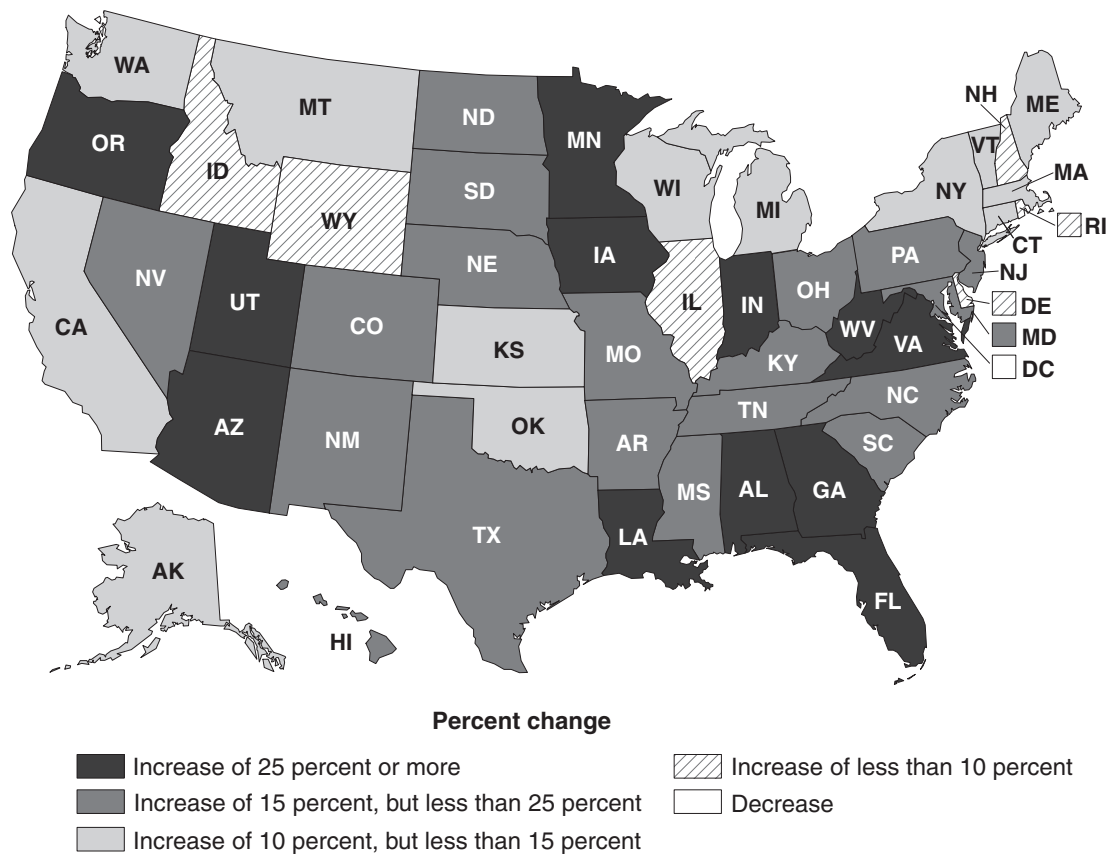 WA
MT
ND
MN
OR
ID
SD
WI
MI
NH
ME
VT
NY
MA
RI
CT
WY
NV
UT
CO
NE
IA
IL
IN
OH
PA
NJ
DE
MD
DC
CA
KS
MO
KY
WV
VA
AZ
NM
OK
AR
TN
NC
SC
TX
LA
MS
AL
GA
FL
AK
HI
Percent change
Increase of 25 percent or more
Increase of 15 percent, but less than 25 percent
Increase of 10 percent, but less than 15 percent
Increase of less than 10 percent
Decrease